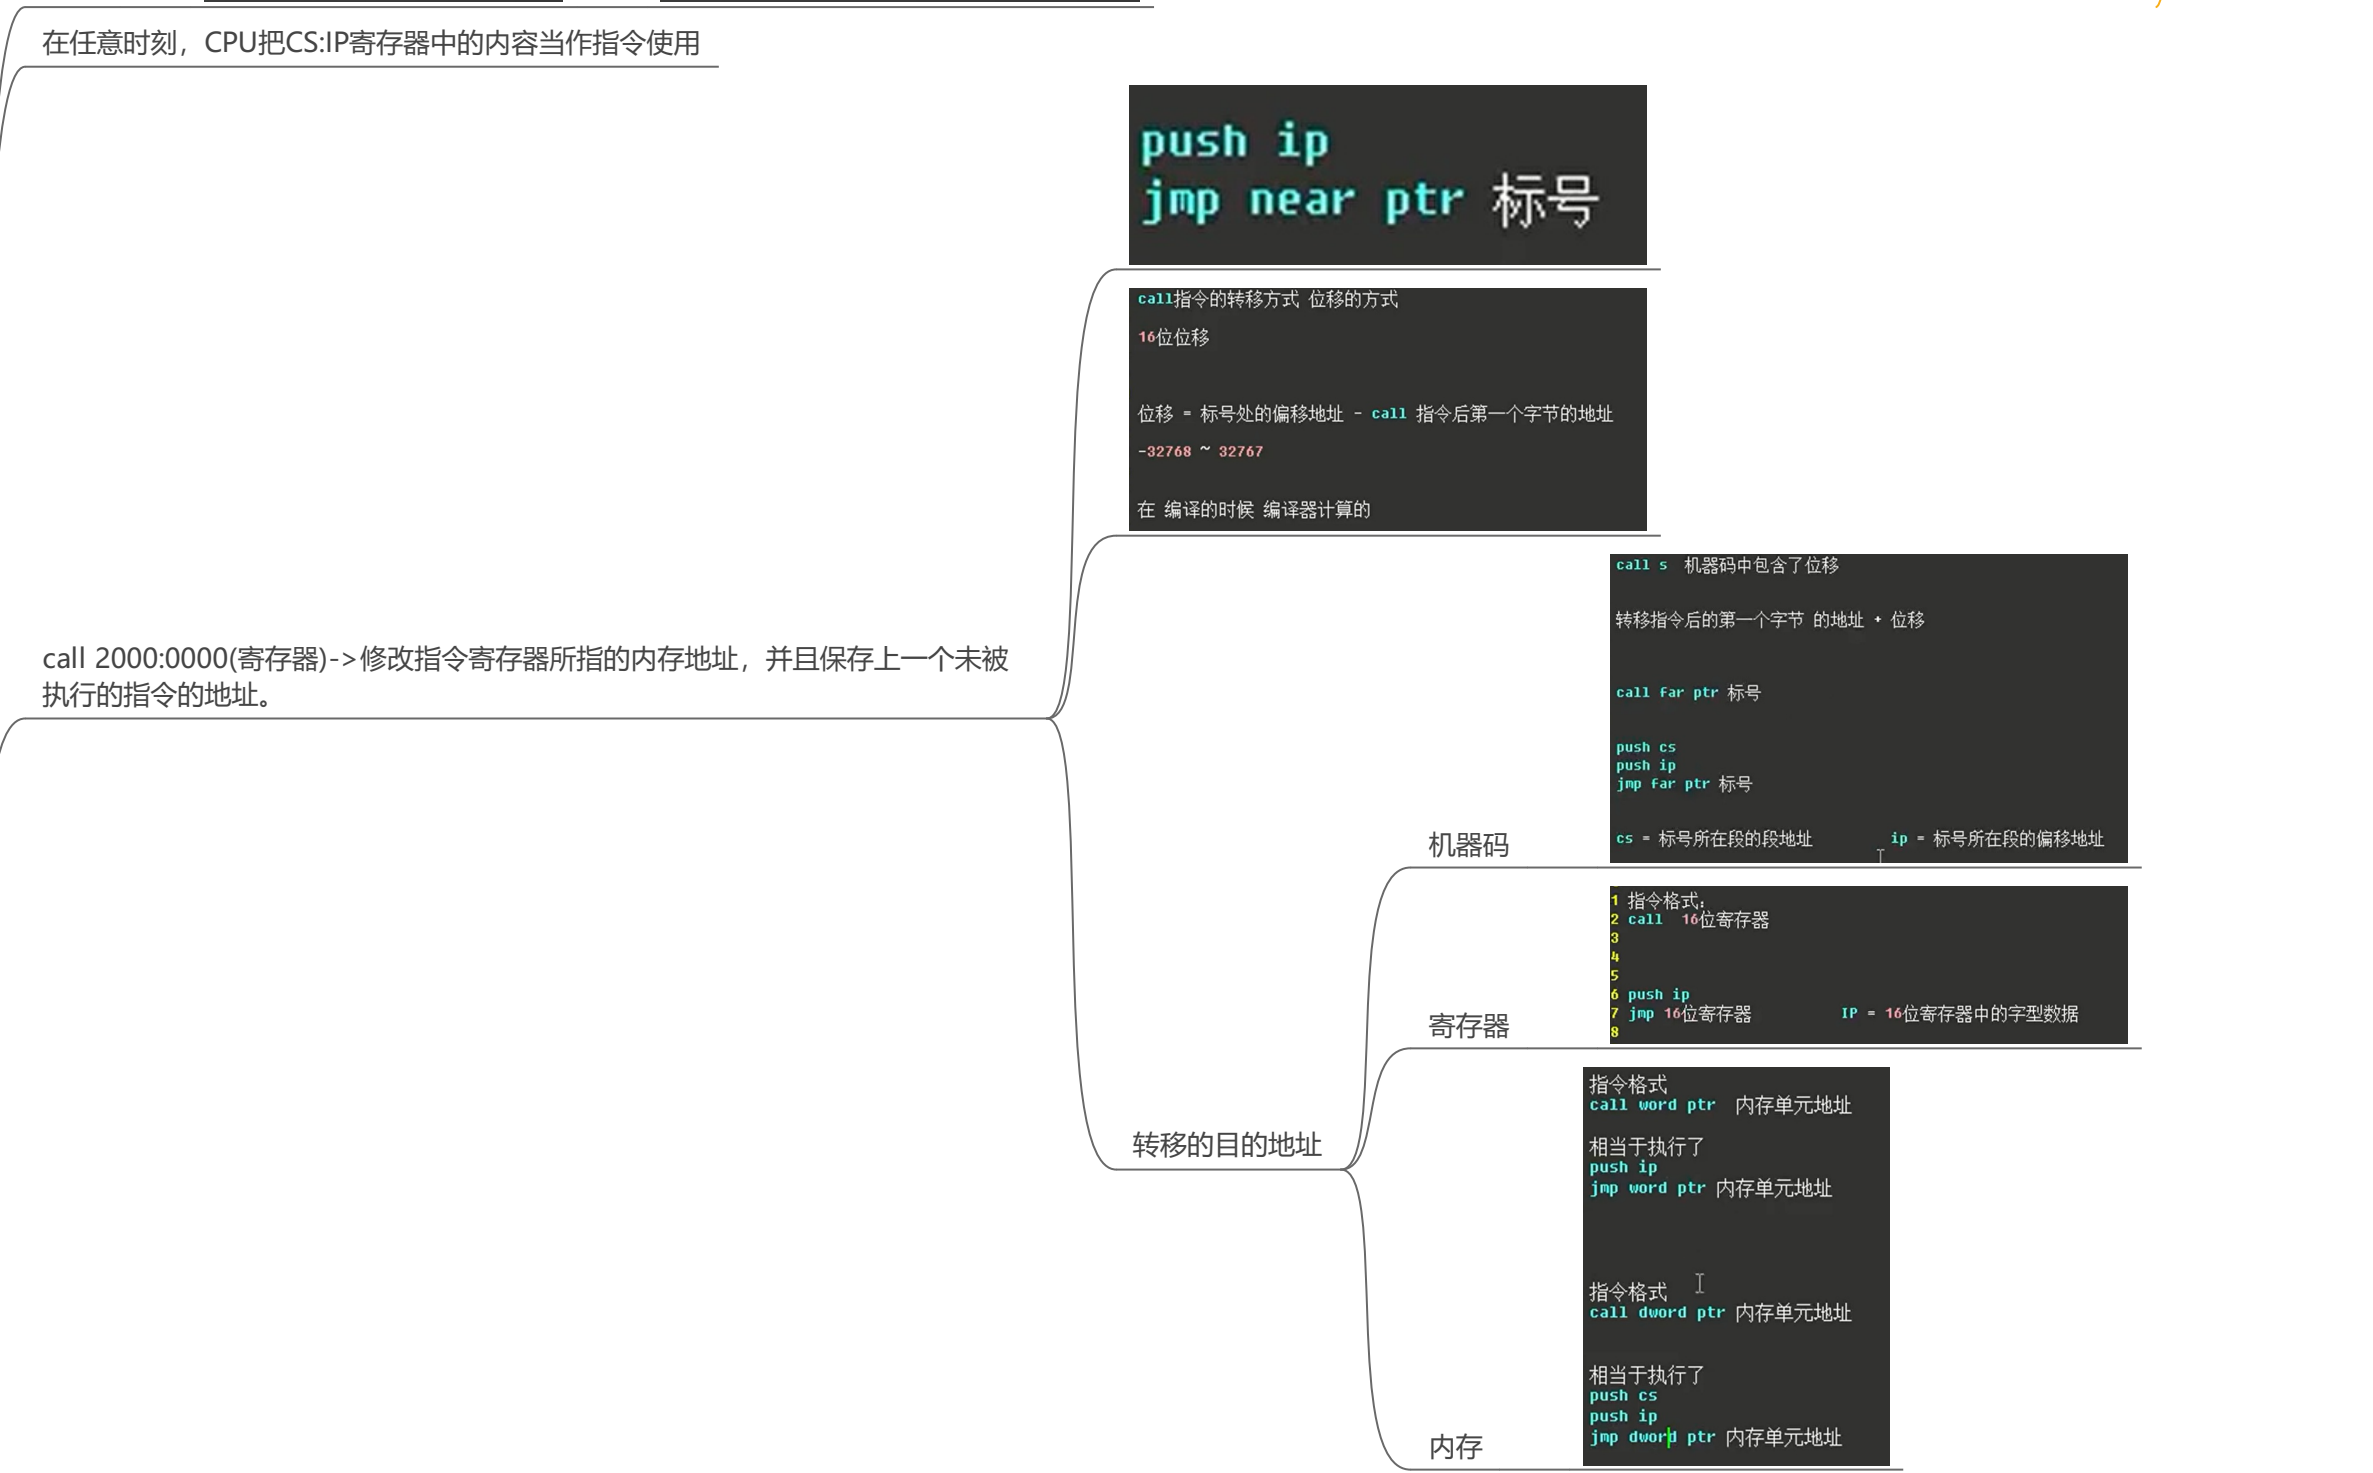 在任意时刻，CPU把CS:IP寄存器中的内容当作指令使用
push ip
jmp near ptr 标号
call指令的转移方式 位移的方式
16位位移
位移 = 标号处的偏移地址 - call 指令后第一个字节的地址
-32768 ~ 32767
在 编译的时候 编译器计算的
call 2000:0000(寄存器)->修改指令寄存器所指的内存地址，并且保存上一个未被
执行的指令的地址。
转移的目的地址
机器码
call s 机器码中包含了位移
转移指令后的第一个字节 的地址 + 位移
call far ptr 标号
push cs
push ip
jmp far ptr 标号
cs = 标号所在段的段地址 ip = 标号所在段的偏移地址
寄存器
1 指令格式:
2 call 16位寄存器
3
4
5
6 push ip
7 jmp 16位寄存器 IP = 16位寄存器中的字型数据
8
内存
指令格式
call word ptr 内存单元地址
相当于执行了
push ip
jmp word ptr 内存单元地址
指令格式
call dword ptr 内存单元地址
相当于执行了
push cs
push ip
jmp dword ptr 内存单元地址